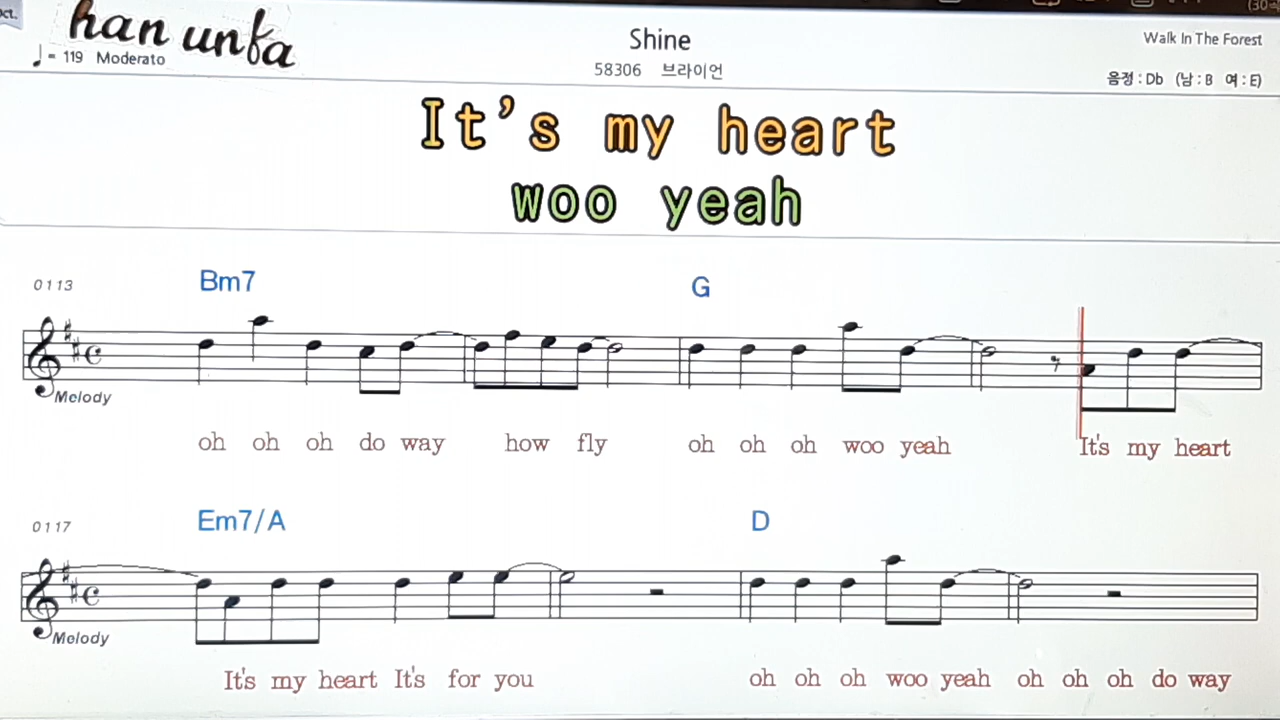 han unfa
Shine
Walk In The Forest
♩ = 119 Moderato
58306 브라이언
음정 : Db (남 : B 여 : E)
It's my heart
woo yeah
0113
Bm7 G
Melody
oh oh oh do way how fly oh oh oh woo yeah It's my heart
0117
Em7/A D
Melody
It's my heart It's for you oh oh oh woo yeah oh oh oh do way